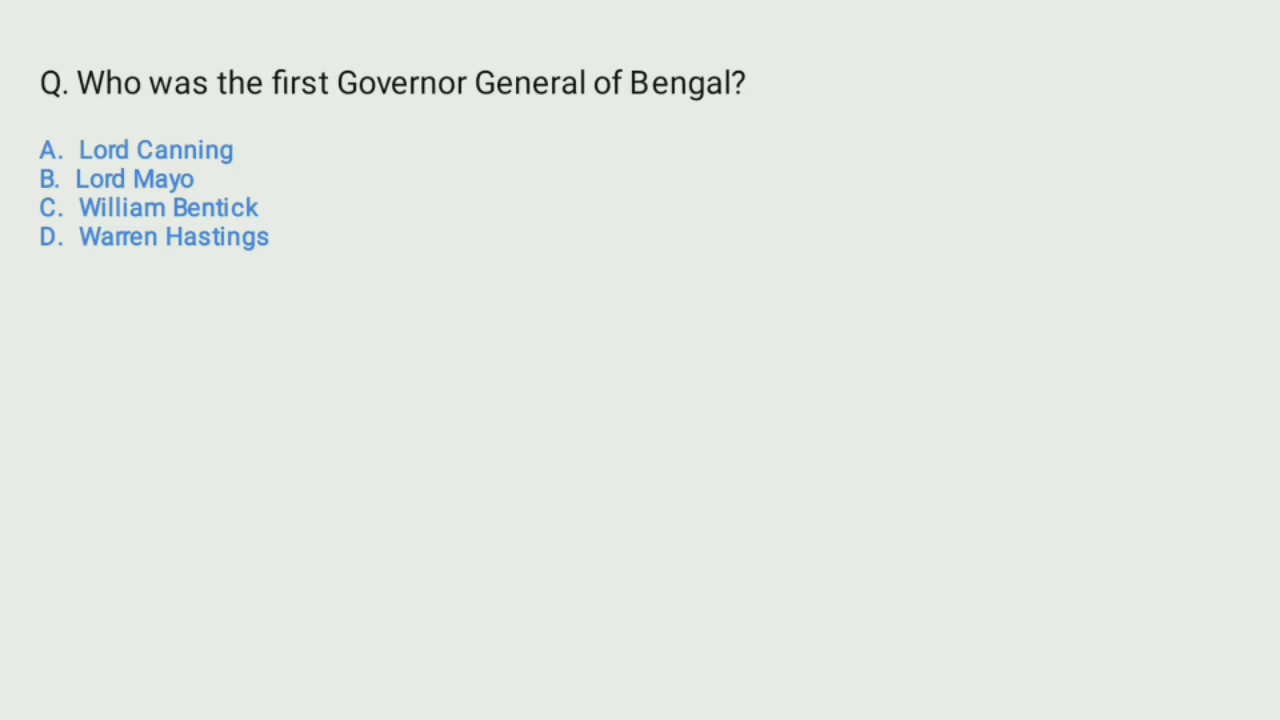 Q. Who was the first Governor General of Bengal?
A. Lord Canning
B. Lord Mayo
C. William Bentick
D. Warren Hastings